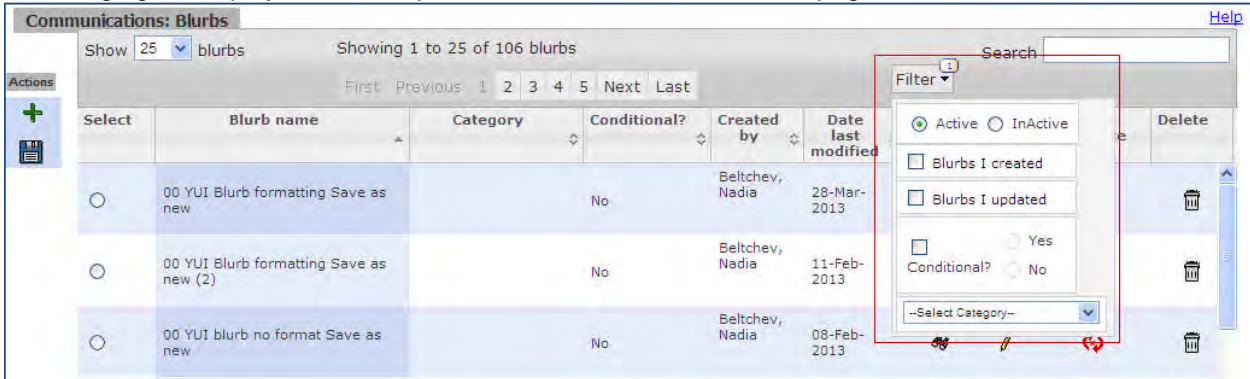 Communications: Blurbs
Help
Show 25 blurbs
Showing 1 to 25 of 106 blurbs
Search
Actions
First Previous 1 2 3 4 5 Next Last
Filter
1
Select
Blurb name
Category
Conditional?
Created by
Date last modified
Delete
Active InActive
Blurbs I created
Blurbs I updated
Conditional?
Yes
No
--Select Category--
00 YUI Blurb formatting Save as
new
No
Beltchev,
Nadia
28-Mar-
2013
00 YUI Blurb formatting Save as
new (2)
No
Beltchev,
Nadia
11-Feb-
2013
00 YUI blurb no format Save as
new
No
Beltchev,
Nadia
08-Feb-
2013